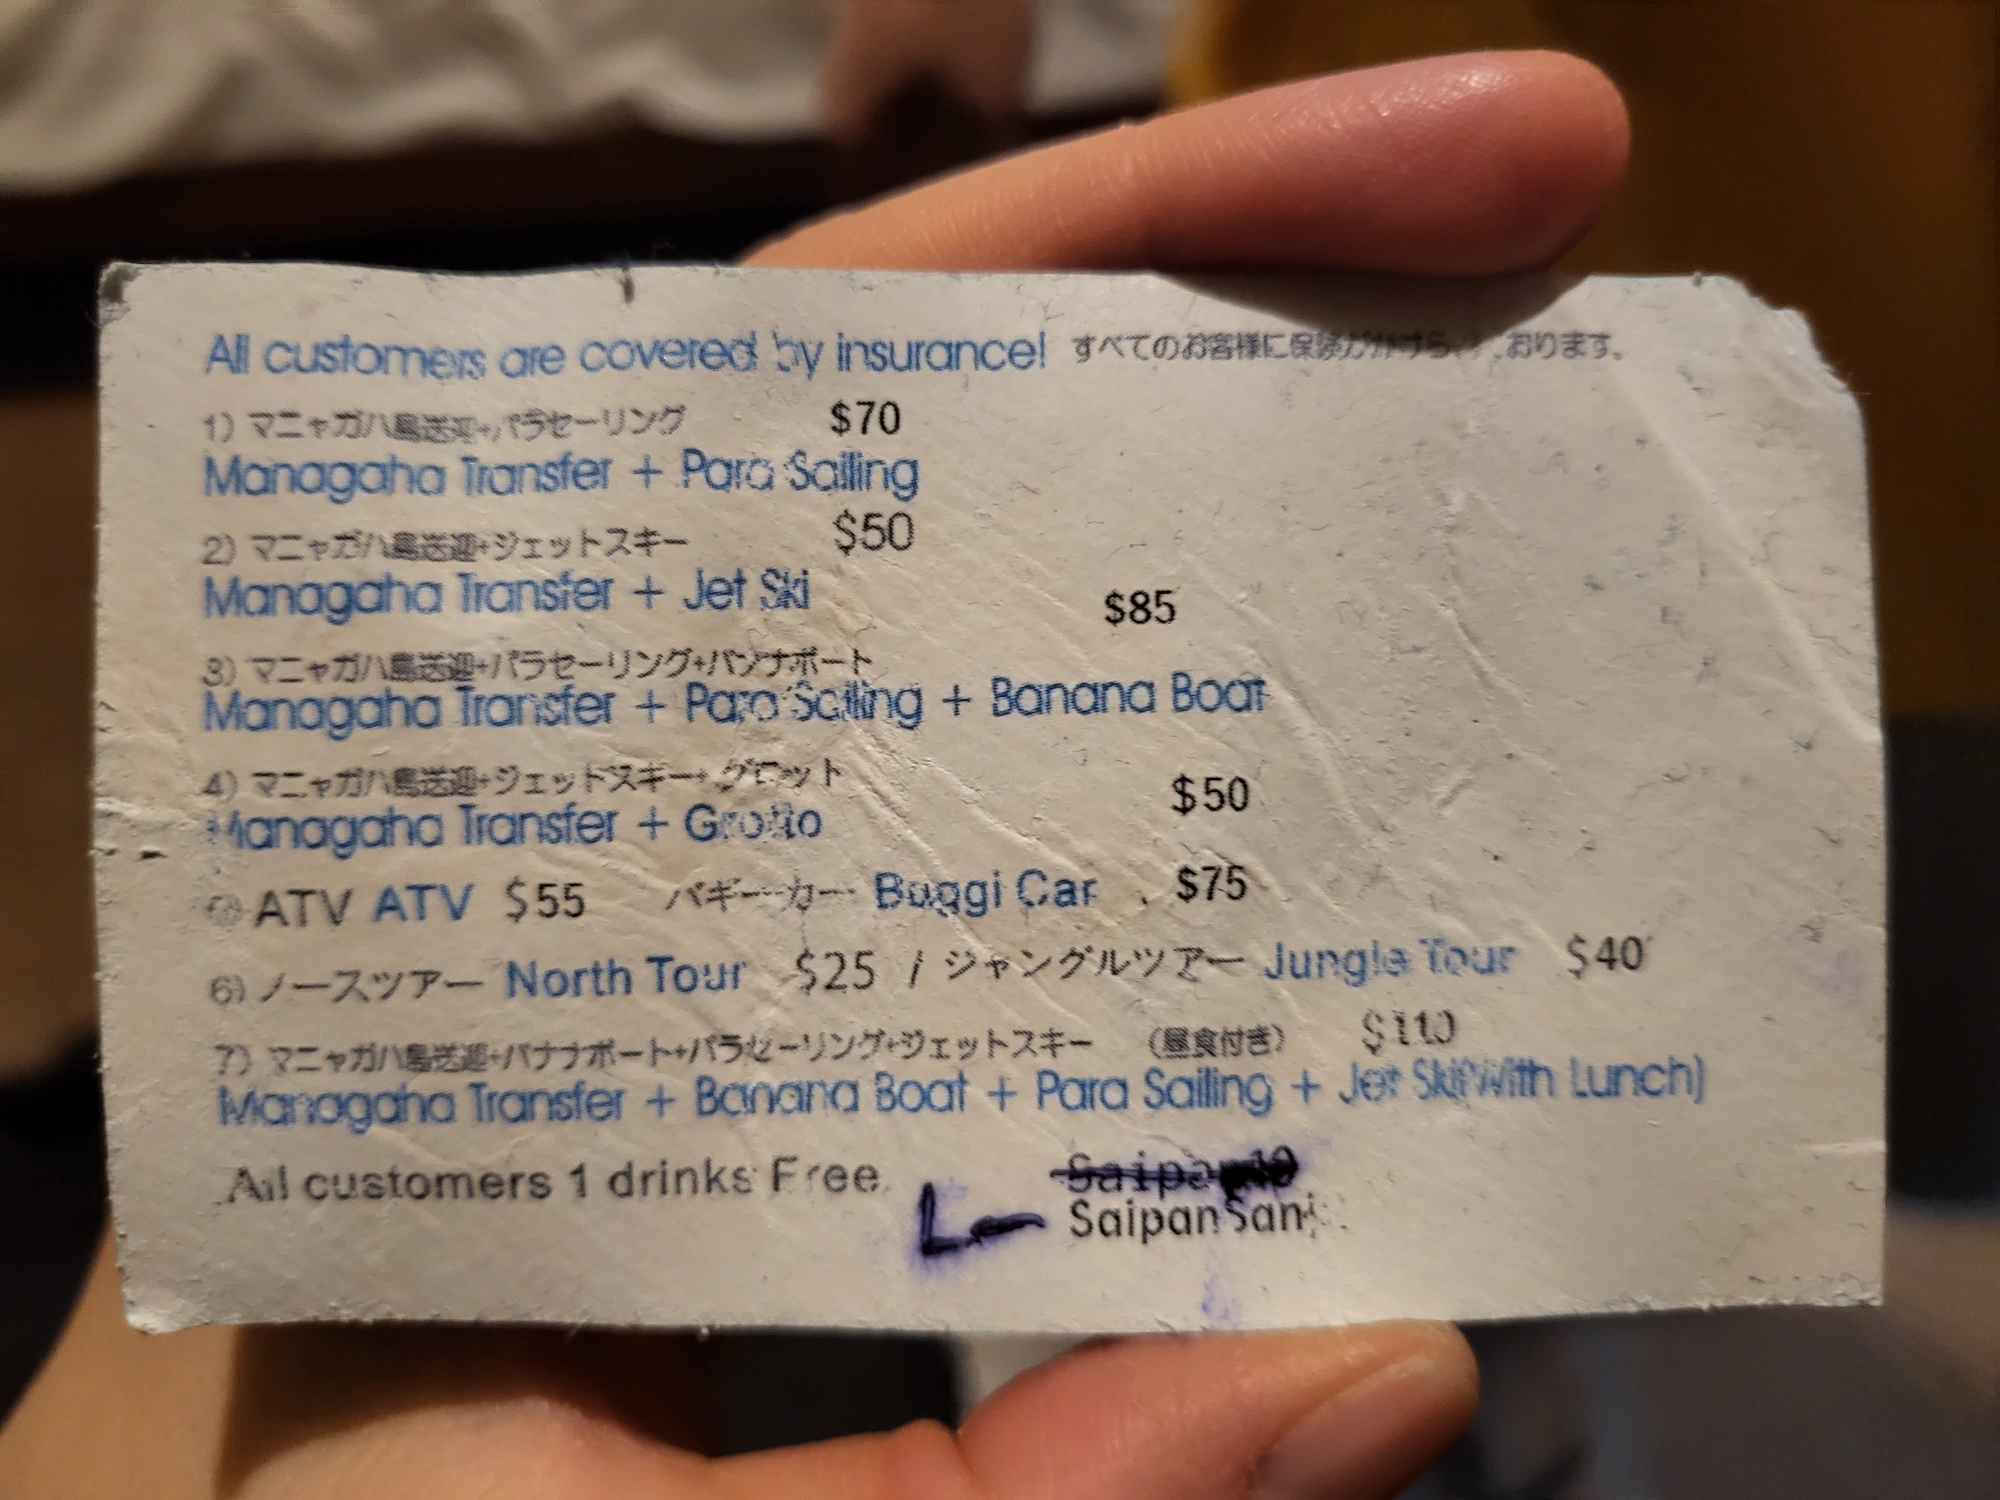 All customers are covered by insurance! すべてのお客様に保険がかけられております。
1) マニャガハ島送迎+パラセーリング $70
Managaha Transfer + Para Sailing
2) マニャガハ島送迎+ジェットスキー $50
Managaha Transfer + Jet Ski
$85
3) マニャガハ島送迎+パラセーリング+バナナボート
Managaha Transfer + Para Sailing + Banana Boat
4) マニャガハ島送迎+ジェットスキー+グロット $50
Managaha Transfer + Grotto
ATV ATV $55 バギーカー Buggi Car $75
6) ノースツアー North Tour $25 / ジャングルツアー Jungle Tour $40
7) マニャガハ島送迎+バナナボート+パラセーリング+ジェットスキー (昼食付き) $110
Managaha Transfer + Banana Boat + Para Sailing + Jet Ski(With Lunch)
All customers 1 drinks Free